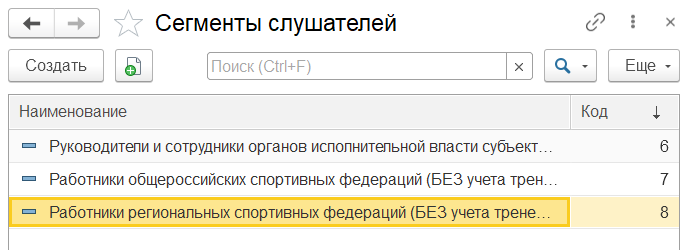 Сегменты слушателей
Создать Поиск (Ctrl+F) × Еще
Наименование Код ↓
Руководители и сотрудники органов исполнительной власти субъект... 6
Работники общероссийских спортивных федераций (БЕЗ учета трен... 7
Работники региональных спортивных федераций (БЕЗ учета трене... 8